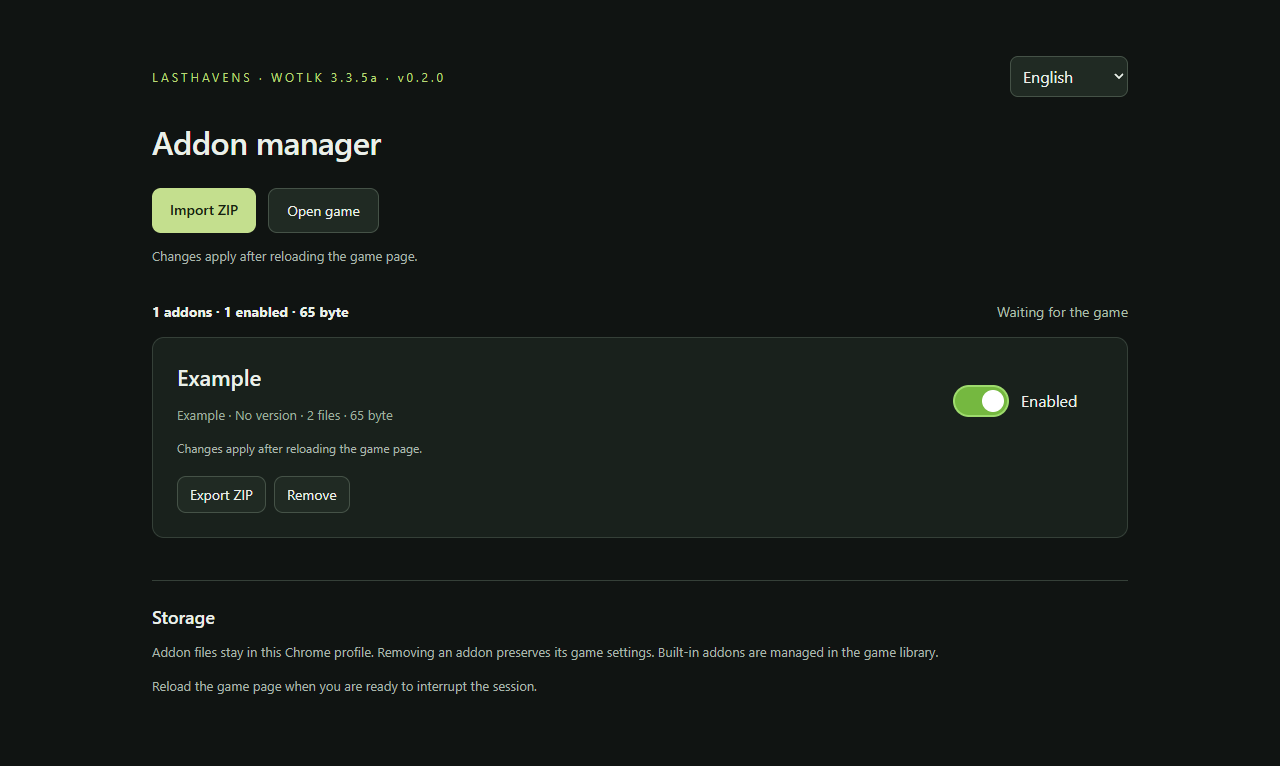 LASTHAVENS · WOTLK 3.3.5a · v0.2.0
English
Addon manager
Import ZIP
Open game
Changes apply after reloading the game page.
1 addons · 1 enabled · 65 byte
Waiting for the game
Example
Example · No version · 2 files · 65 byte
Enabled
Changes apply after reloading the game page.
Export ZIP
Remove
Storage
Addon files stay in this Chrome profile. Removing an addon preserves its game settings. Built-in addons are managed in the game library.
Reload the game page when you are ready to interrupt the session.